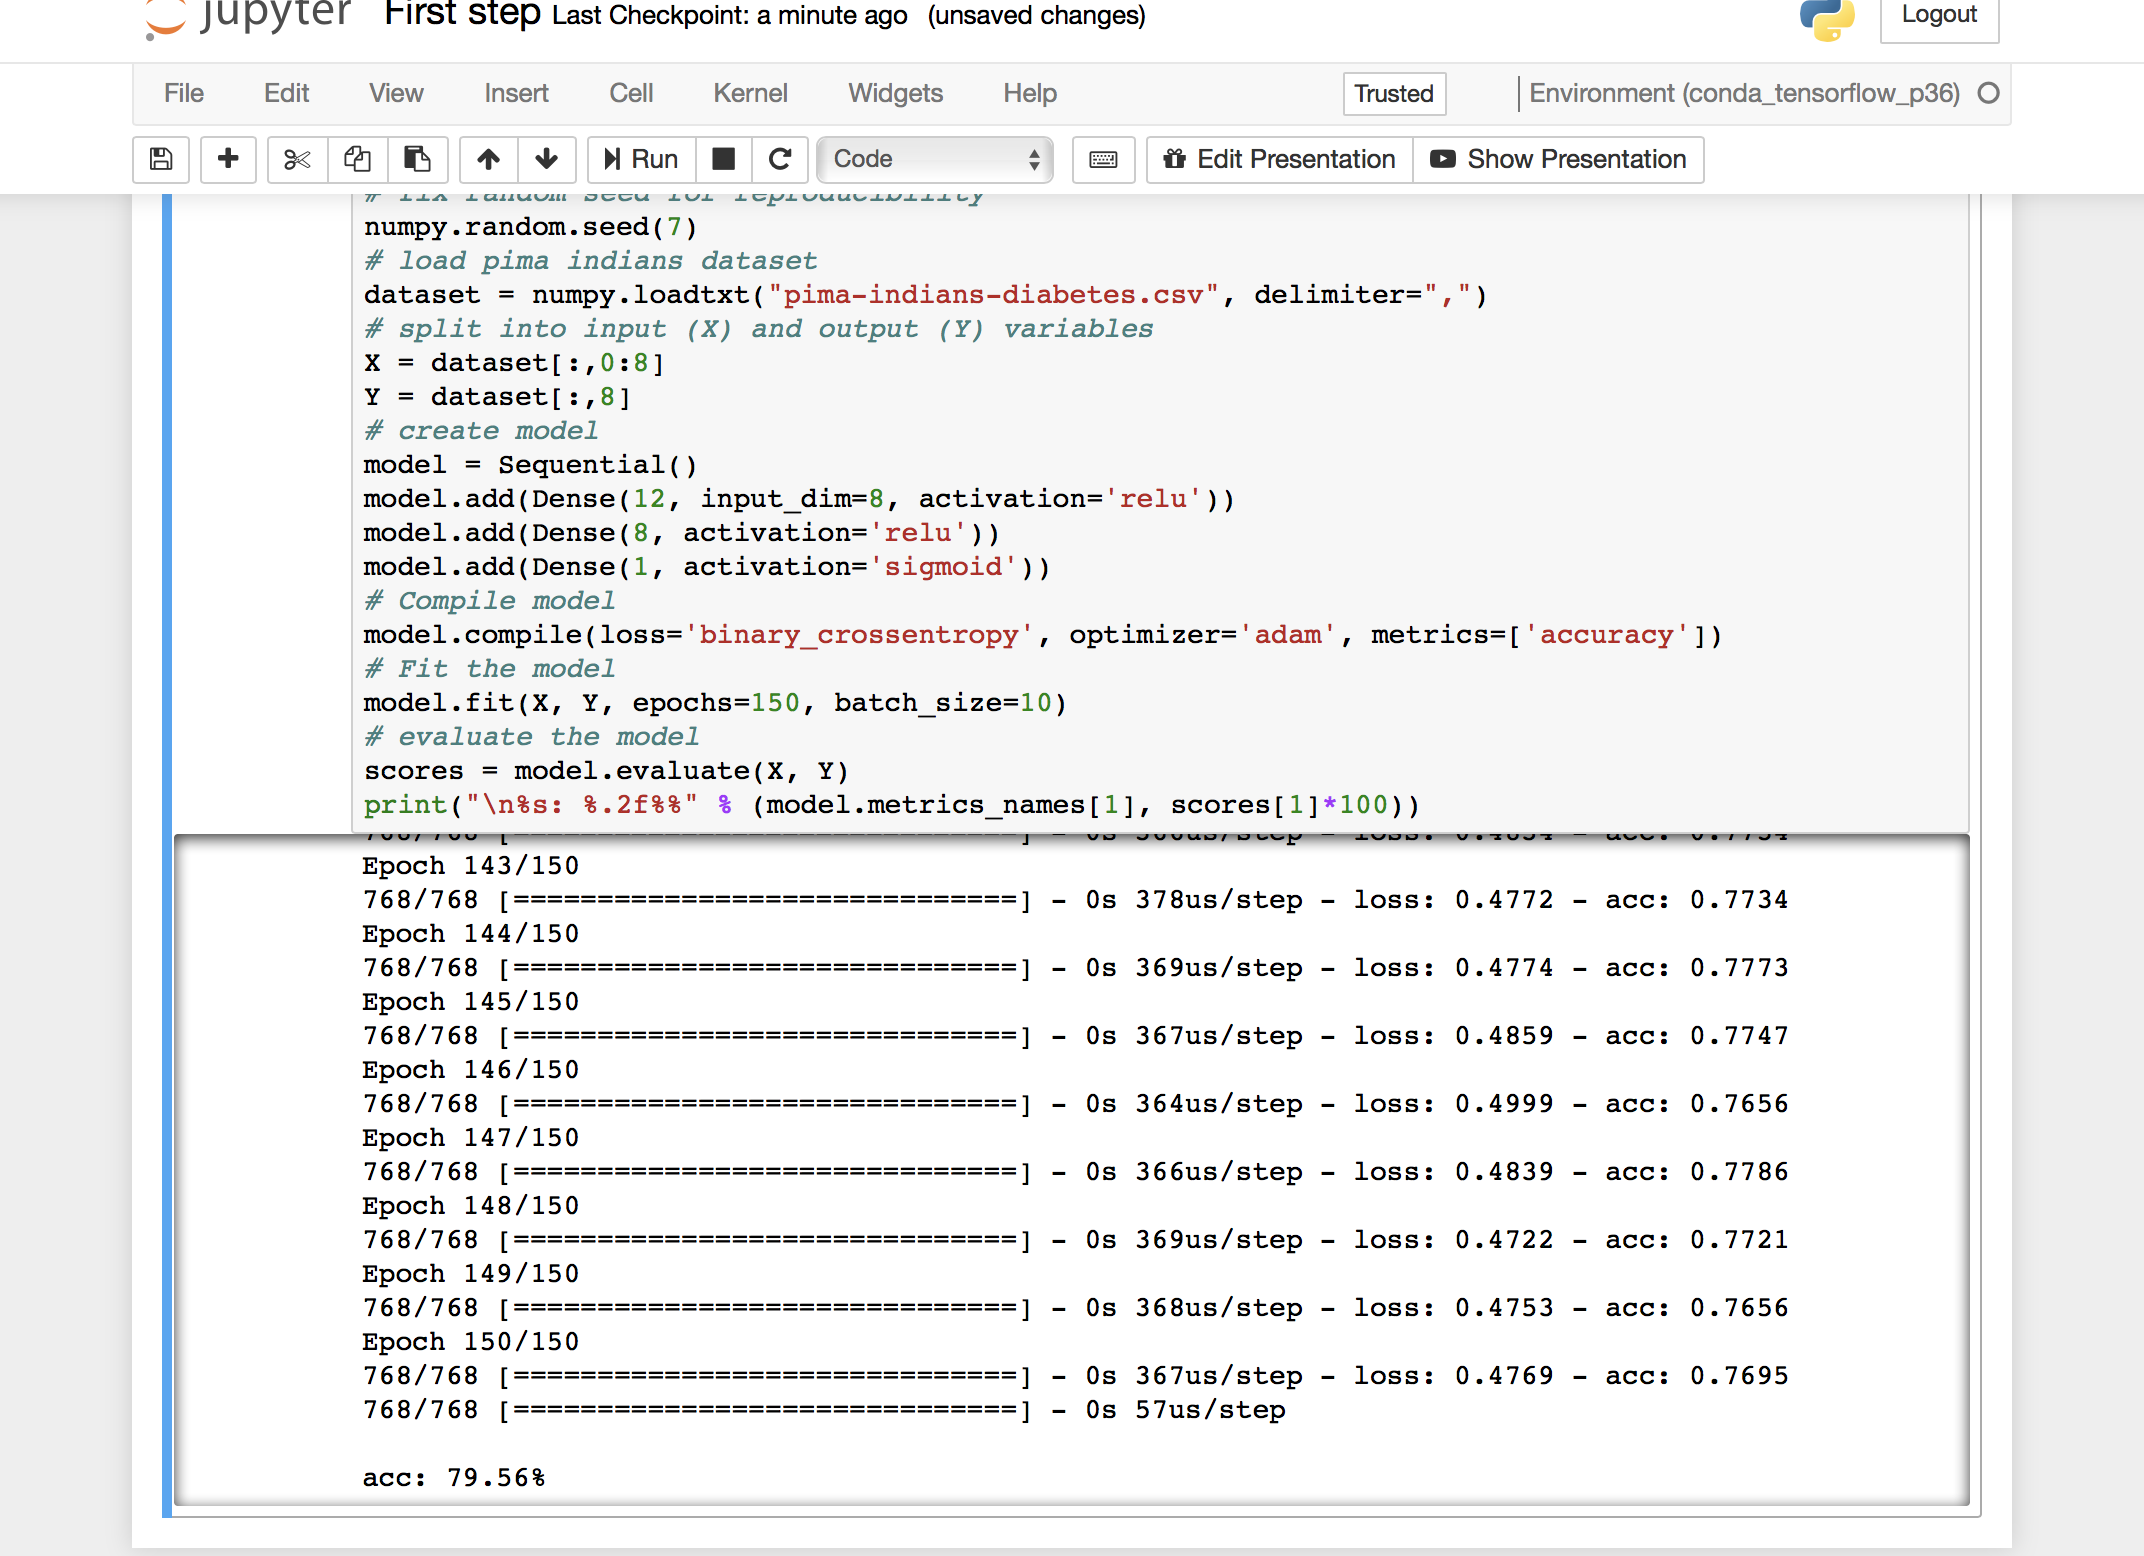 jupyter First step Last Checkpoint: a minute ago (unsaved changes) Logout
File Edit View Insert Cell Kernel Widgets Help Trusted Environment (conda_tensorflow_p36)
Run Code Edit Presentation Show Presentation
# fix random seed for reproducibility
numpy.random.seed(7)
# load pima indians dataset
dataset = numpy.loadtxt("pima-indians-diabetes.csv", delimiter=",")
# split into input (X) and output (Y) variables
X = dataset[:,0:8]
Y = dataset[:,8]
# create model
model = Sequential()
model.add(Dense(12, input_dim=8, activation='relu'))
model.add(Dense(8, activation='relu'))
model.add(Dense(1, activation='sigmoid'))
# Compile model
model.compile(loss='binary_crossentropy', optimizer='adam', metrics=['accuracy'])
# Fit the model
model.fit(X, Y, epochs=150, batch_size=10)
# evaluate the model
scores = model.evaluate(X, Y)
print("\n%s: %.2f%%" % (model.metrics_names[1], scores[1]*100))
Epoch 143/150
768/768 [==============================] - 0s 378us/step - loss: 0.4772 - acc: 0.7734
Epoch 144/150
768/768 [==============================] - 0s 369us/step - loss: 0.4774 - acc: 0.7773
Epoch 145/150
768/768 [==============================] - 0s 367us/step - loss: 0.4859 - acc: 0.7747
Epoch 146/150
768/768 [==============================] - 0s 364us/step - loss: 0.4999 - acc: 0.7656
Epoch 147/150
768/768 [==============================] - 0s 366us/step - loss: 0.4839 - acc: 0.7786
Epoch 148/150
768/768 [==============================] - 0s 369us/step - loss: 0.4722 - acc: 0.7721
Epoch 149/150
768/768 [==============================] - 0s 368us/step - loss: 0.4753 - acc: 0.7656
Epoch 150/150
768/768 [==============================] - 0s 367us/step - loss: 0.4769 - acc: 0.7695
768/768 [==============================] - 0s 57us/step
acc: 79.56%